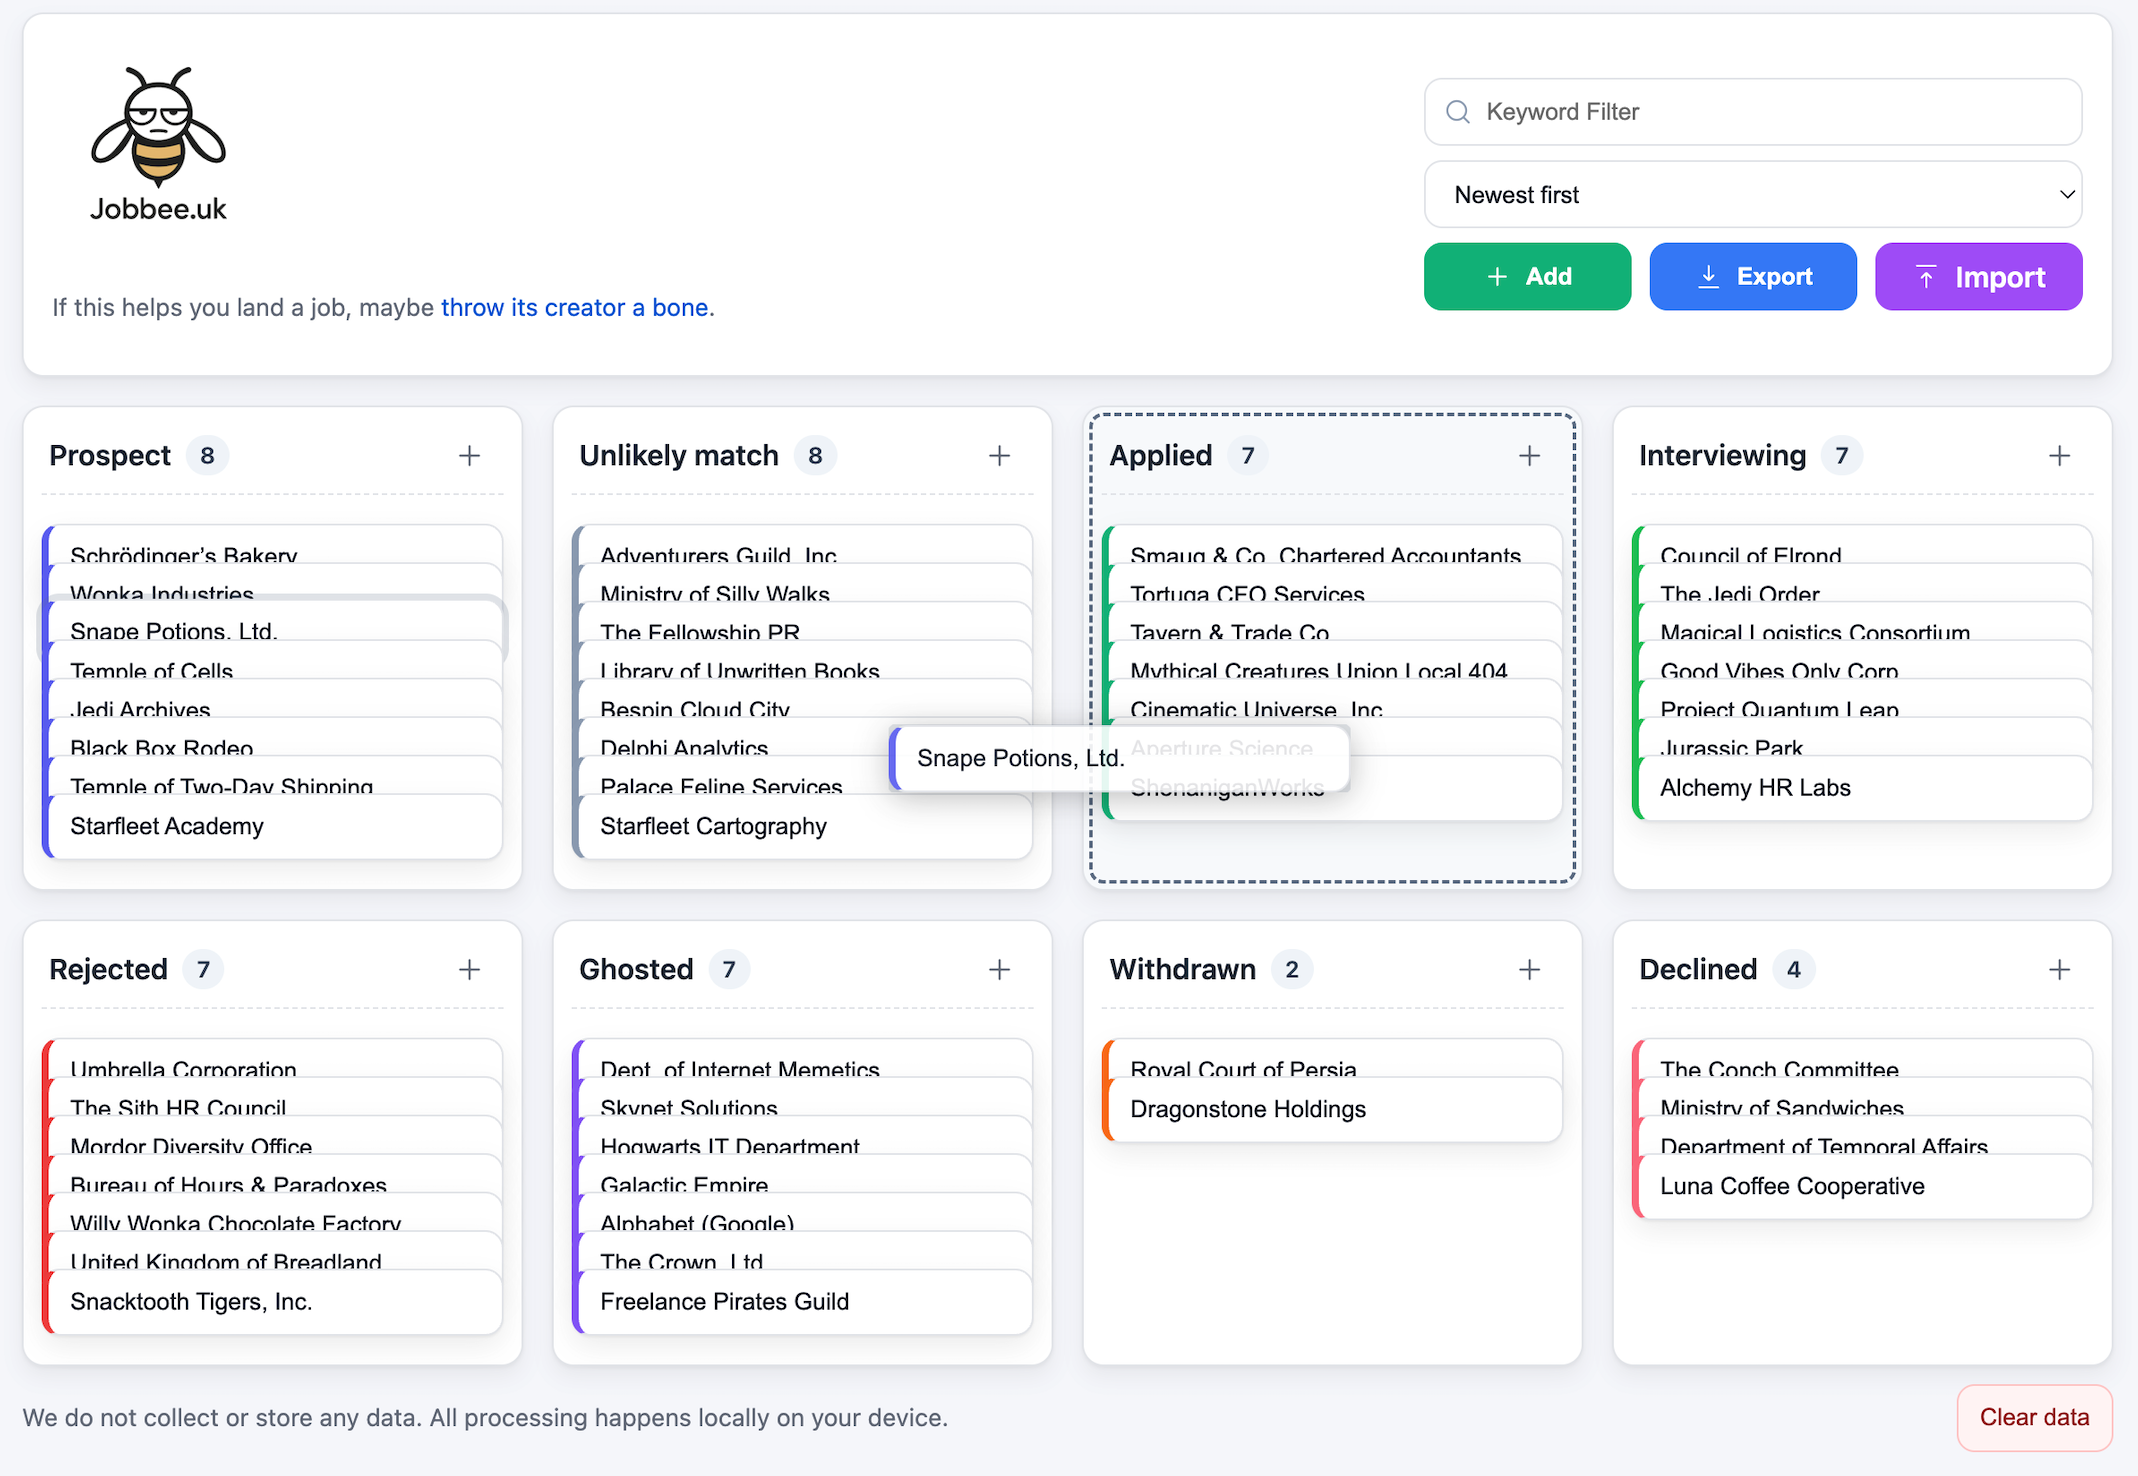 Jobbee.uk
If this helps you land a job, maybe throw its creator a bone.
Keyword Filter
Newest first
Add
Export
Import
Prospect 8
Schrödinger’s Bakery
Wonka Industries
Snape Potions, Ltd.
Temple of Cells
Jedi Archives
Black Box Rodeo
Temple of Two-Day Shipping
Starfleet Academy
Unlikely match 8
Adventurers Guild, Inc
Ministry of Silly Walks
The Fellowship PR
Library of Unwritten Books
Bespin Cloud City
Delphi Analytics
Palace Feline Services
Starfleet Cartography
Snape Potions, Ltd.
Applied 7
Smaug & Co. Chartered Accountants
Tortuga CFO Services
Tavern & Trade Co
Mythical Creatures Union Local 404
Cinematic Universe, Inc
Aperture Science
ShenaniganWorks
Interviewing 7
Council of Elrond
The Jedi Order
Magical Logistics Consortium
Good Vibes Only Corp
Project Quantum Leap
Jurassic Park
Alchemy HR Labs
Rejected 7
Umbrella Corporation
The Sith HR Council
Mordor Diversity Office
Bureau of Hours & Paradoxes
Willy Wonka Chocolate Factory
United Kingdom of Breadland
Snacktooth Tigers, Inc.
Ghosted 7
Dept. of Internet Memetics
Skynet Solutions
Hogwarts IT Department
Galactic Empire
Alphabet (Google)
The Crown, Ltd
Freelance Pirates Guild
Withdrawn 2
Royal Court of Persia
Dragonstone Holdings
Declined 4
The Conch Committee
Ministry of Sandwiches
Department of Temporal Affairs
Luna Coffee Cooperative
We do not collect or store any data. All processing happens locally on your device.
Clear data